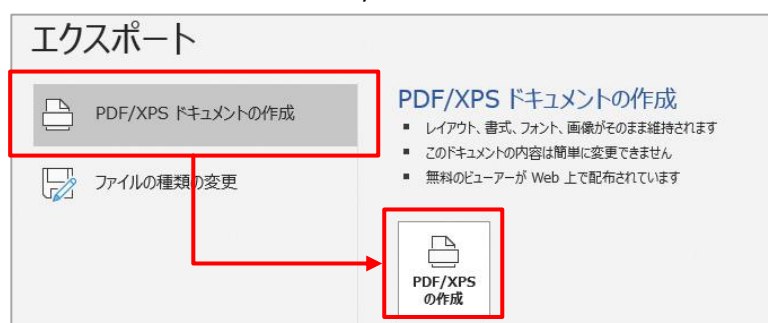 エクスポート
PDF/XPS ドキュメントの作成
ファイルの種類の変更
PDF/XPS ドキュメントの作成
▪ レイアウト、書式、フォント、画像がそのまま維持されます
▪ このドキュメントの内容は簡単に変更できません
▪ 無料のビューアーが Web 上で配布されています
PDF/XPS
の作成